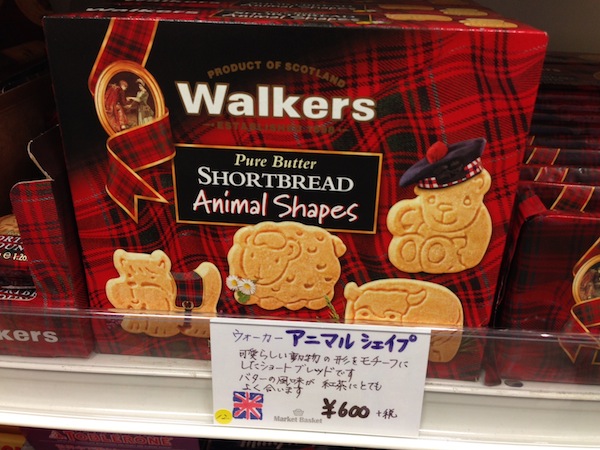 PRODUCT OF SCOTLAND
Walkers
Pure Butter
SHORTBREAD
Animal Shapes
kers
ウォーカー アニマルシェイプ
可愛らしい動物の形をモチーフに
したショートブレッドです
バターの風味が 紅茶にとても
よく合います
¥600 +税
Market Basket
TOBLERONE